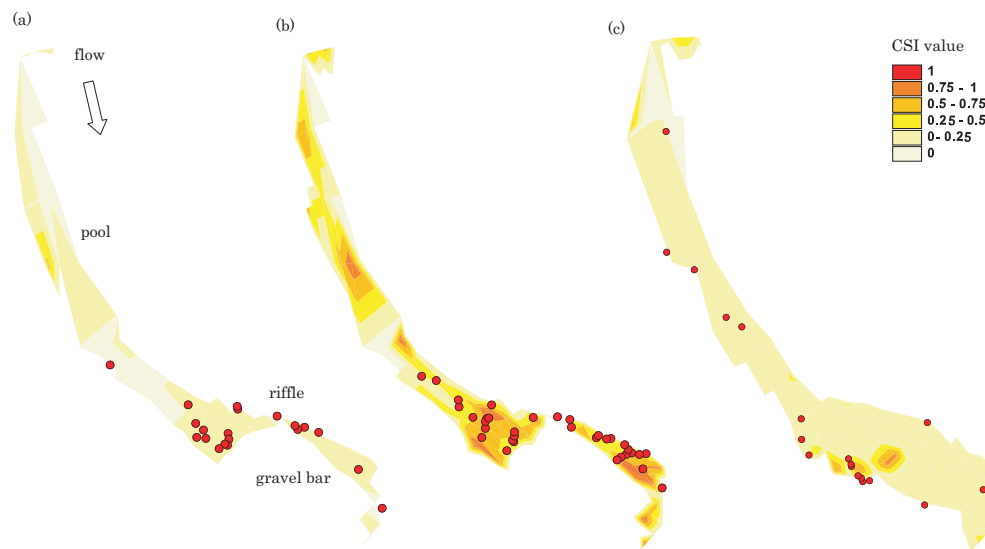 (a)
(b)
(c)
flow
CSI value
1
0.75 - 1
0.5 - 0.75
0.25 - 0.5
0- 0.25
0
pool
riffle
gravel bar